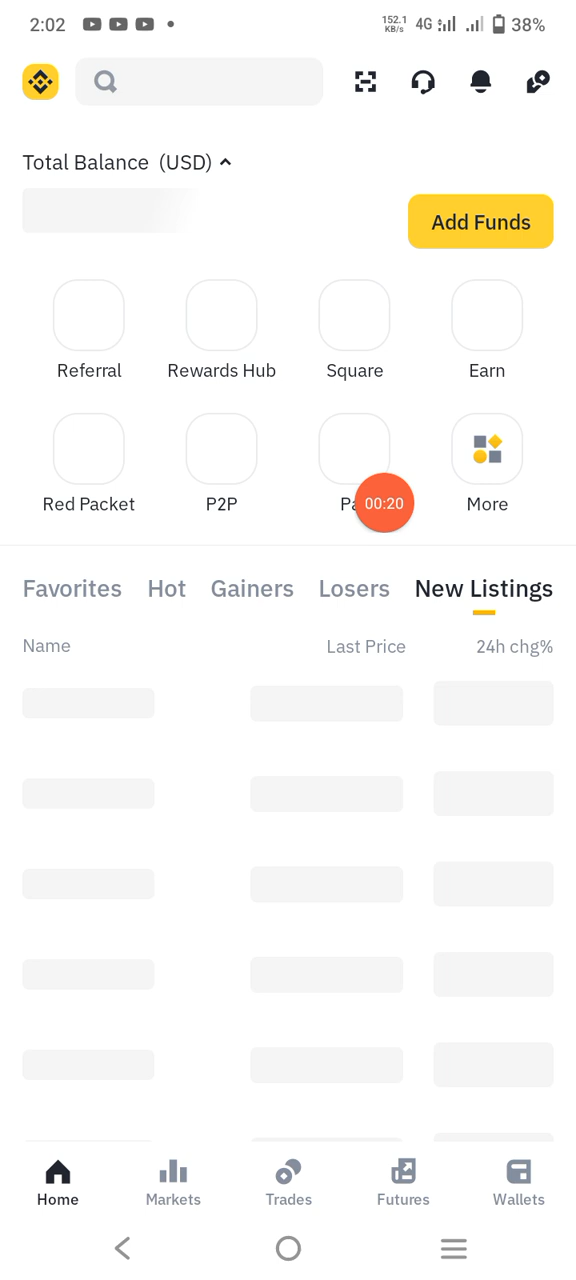 2:02 152.1 KB/s 4G 38%
Total Balance (USD)
Add Funds
Referral Rewards Hub Square Earn
Red Packet P2P Pa 00:20 More
Favorites Hot Gainers Losers New Listings
Name Last Price 24h chg%
Home Markets Trades Futures Wallets